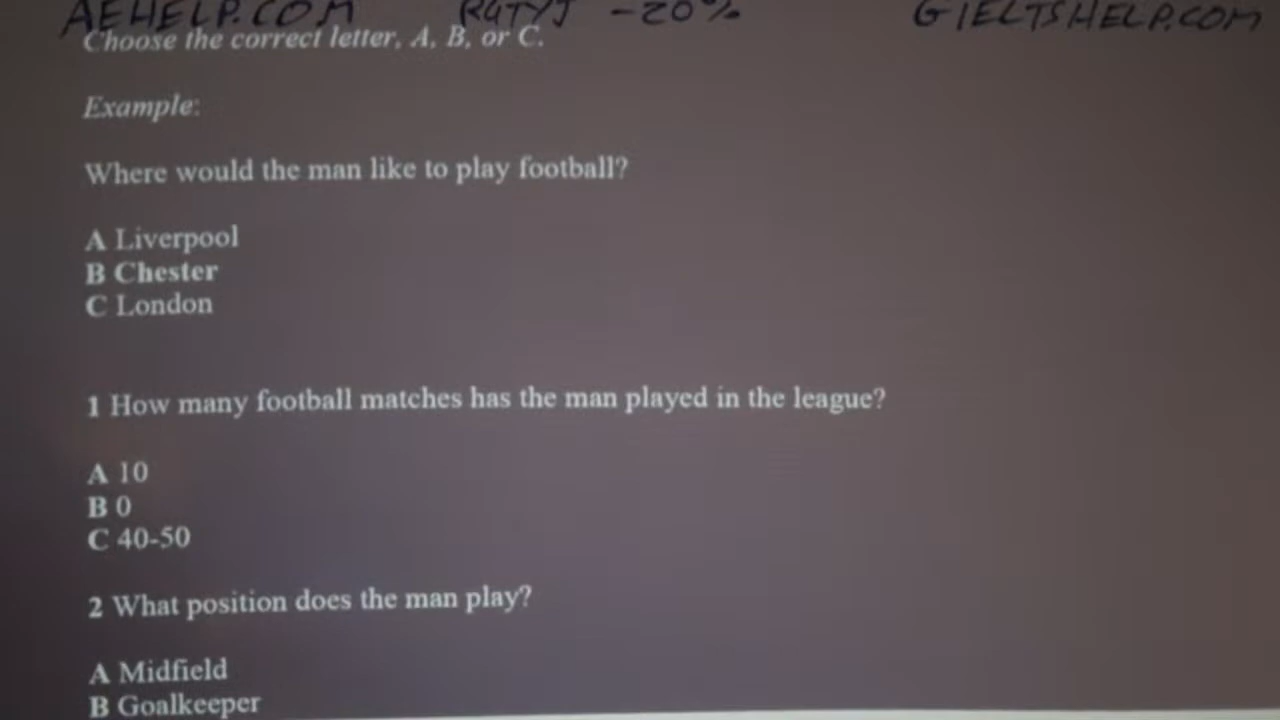 AEHELP.COM R4TYJ -20% GIELTSHELP.COM
Choose the correct letter, A, B, or C.
Example:
Where would the man like to play football?
A Liverpool
B Chester
C London
1 How many football matches has the man played in the league?
A 10
B 0
C 40-50
2 What position does the man play?
A Midfield
B Goalkeeper